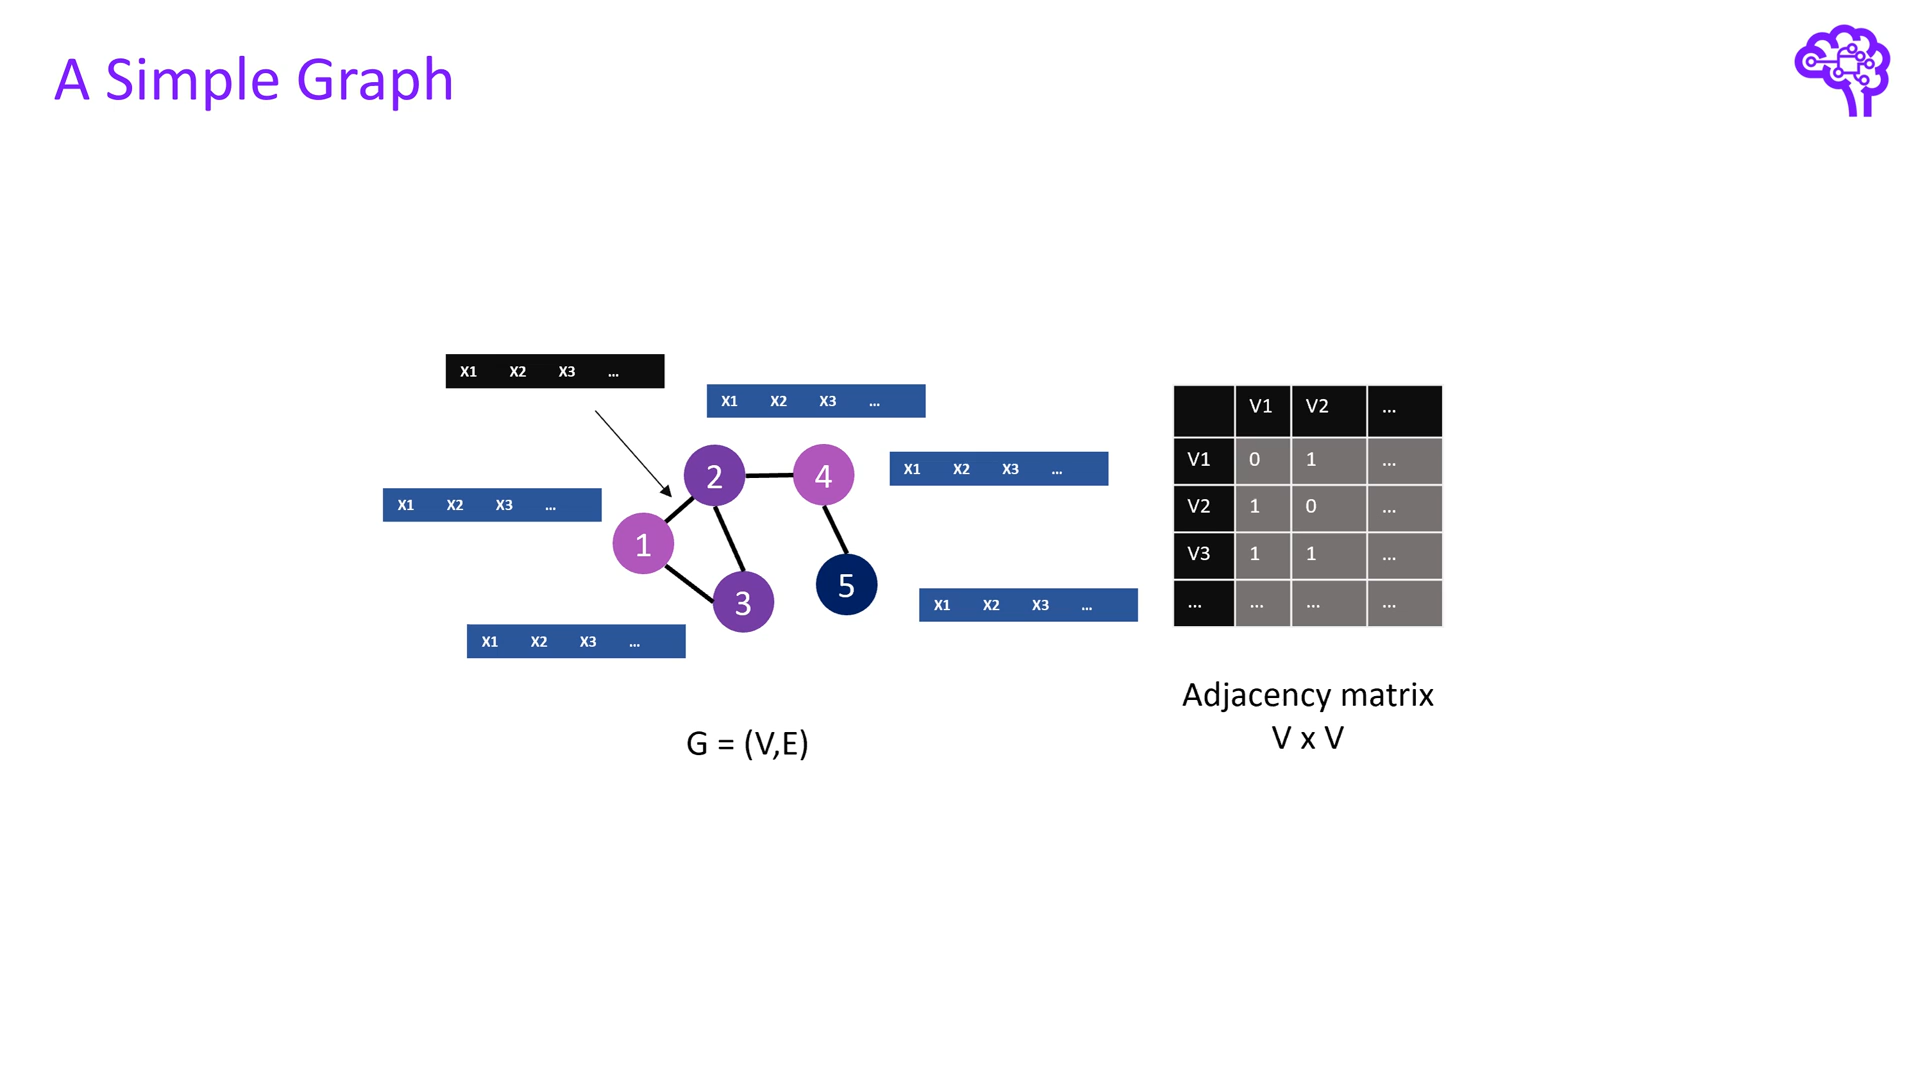 A Simple Graph
X1 X2 X3 ...
X1 X2 X3 ...
X1 X2 X3 ...
X1 X2 X3 ...
X1 X2 X3 ...
X1 X2 X3 ...
2
4
1
5
3
G = (V,E)
V1 V2 ...
V1 0 1 ...
V2 1 0 ...
V3 1 1 ...
... ... ... ...
Adjacency matrix
V x V